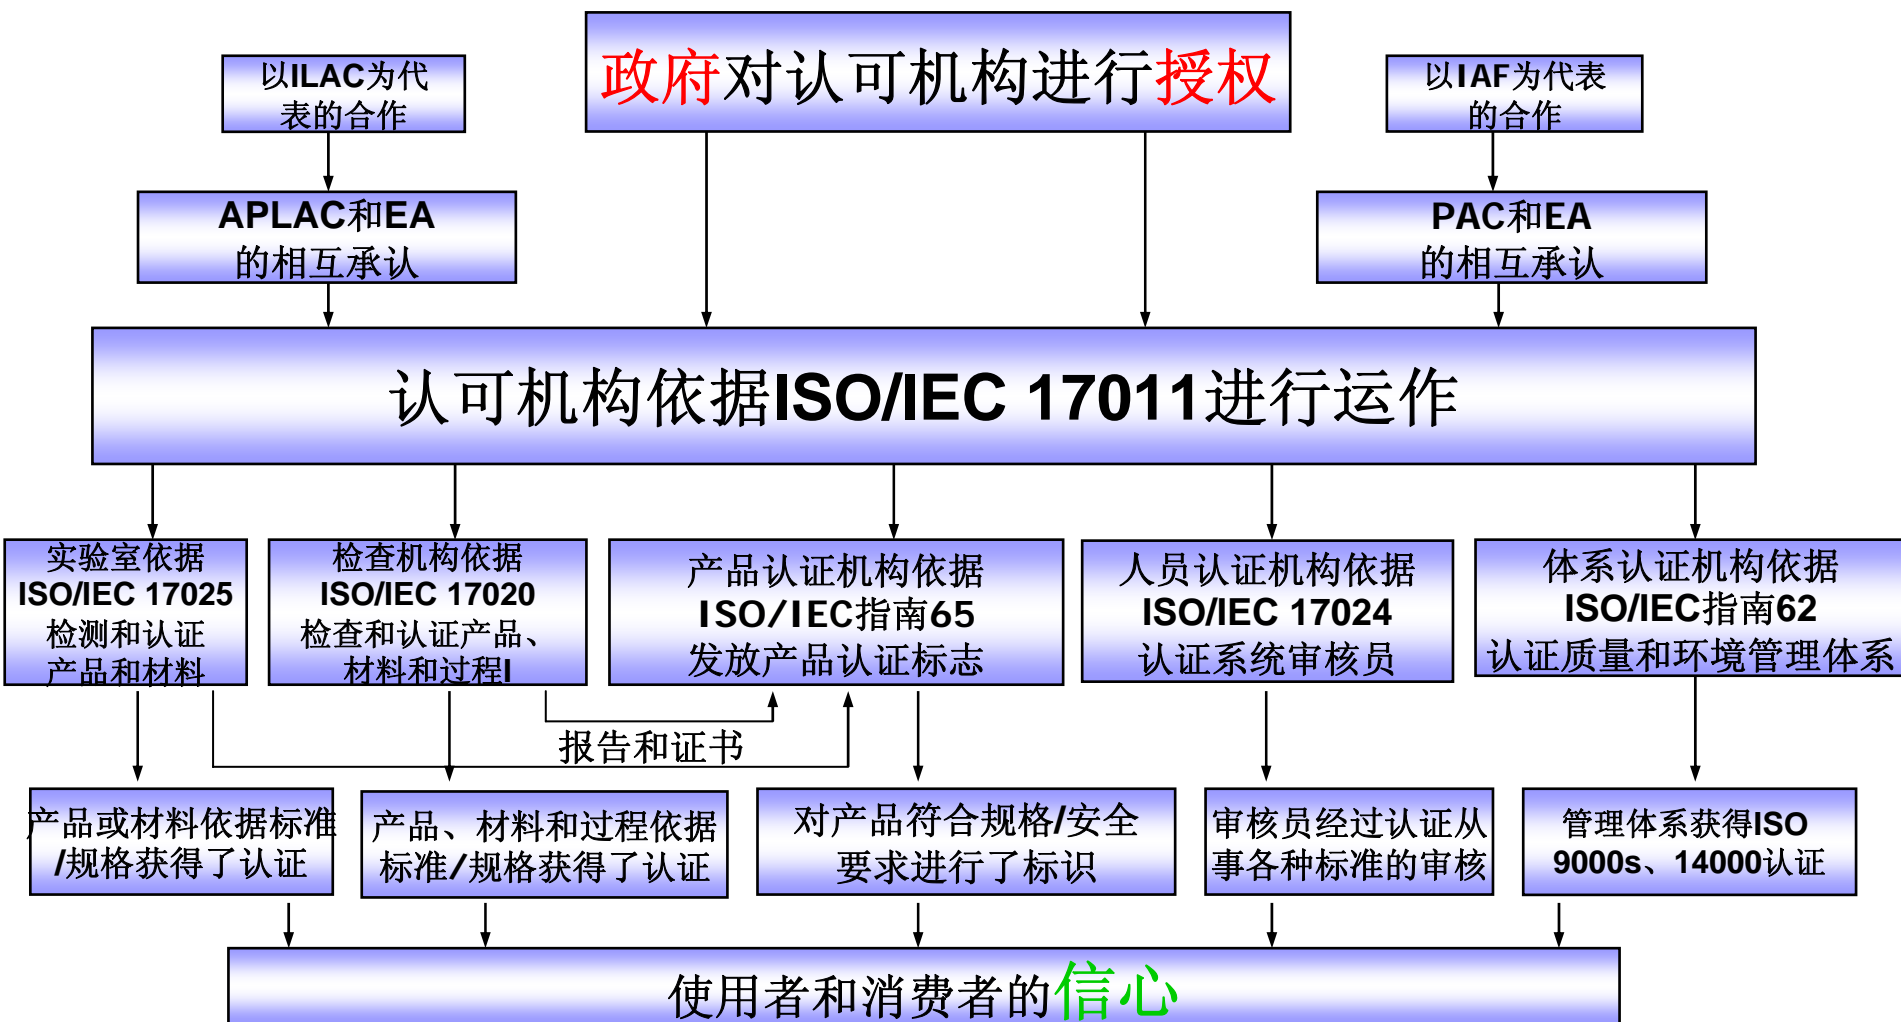 以ILAC为代
表的合作
政府对认可机构进行授权
以IAF为代表
的合作
APLAC和EA
的相互承认
PAC和EA
的相互承认
认可机构依据ISO/IEC 17011进行运作
实验室依据
ISO/IEC 17025
检测和认证
产品和材料
检查机构依据
ISO/IEC 17020
检查和认证产品、
材料和过程I
产品认证机构依据
ISO/IEC指南65
发放产品认证标志
人员认证机构依据
ISO/IEC 17024
认证系统审核员
体系认证机构依据
ISO/IEC指南62
认证质量和环境管理体系
报告和证书
产品或材料依据标准
/规格获得了认证
产品、材料和过程依据
标准/规格获得了认证
对产品符合规格/安全
要求进行了标识
审核员经过认证从
事各种标准的审核
管理体系获得ISO
9000s、14000认证
使用者和消费者的信心